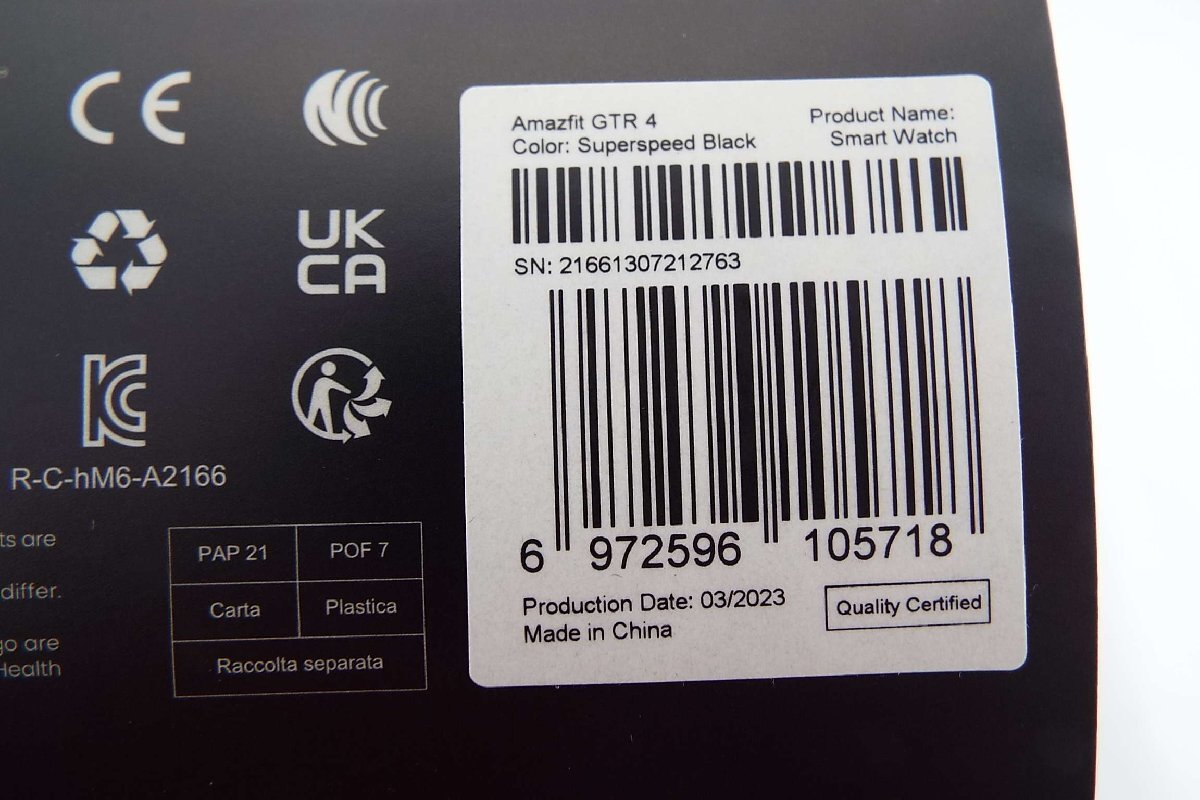 CE
UK
CA
R-C-hM6-A2166
ts are
differ.
go are
Health
PAP 21
POF 7
Carta
Plastica
Raccolta separata
Amazfit GTR 4
Color: Superspeed Black
Product Name:
Smart Watch
SN: 21661307212763
6 972596 105718
Production Date: 03/2023
Made in China
Quality Certified